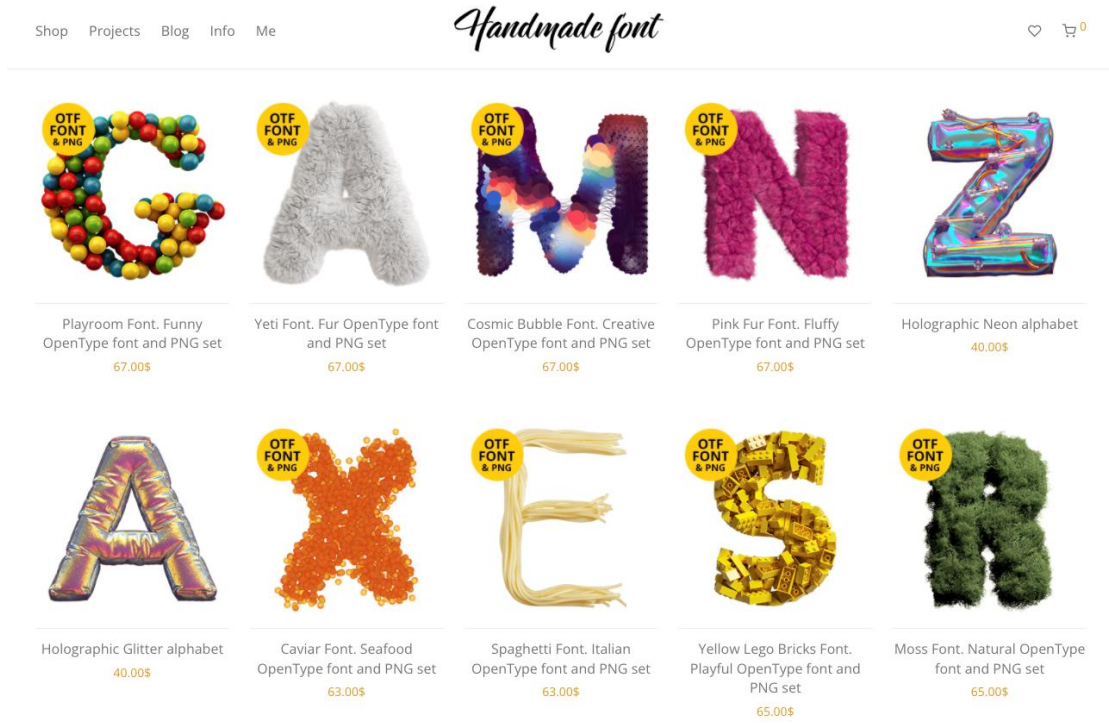 Shop Projects Blog Info Me
Handmade font
0
OTF
FONT
& PNG
G
OTF
FONT
& PNG
A
OTF
FONT
& PNG
M
OTF
FONT
& PNG
N
Z
Playroom Font. Funny
OpenType font and PNG set
67.00$
Yeti Font. Fur OpenType font
and PNG set
67.00$
Cosmic Bubble Font. Creative
OpenType font and PNG set
67.00$
Pink Fur Font. Fluffy
OpenType font and PNG set
67.00$
Holographic Neon alphabet
40.00$
A
OTF
FONT
& PNG
X
OTF
FONT
& PNG
E
OTF
FONT
& PNG
S
OTF
FONT
& PNG
R
Holographic Glitter alphabet
40.00$
Caviar Font. Seafood
OpenType font and PNG set
63.00$
Spaghetti Font. Italian
OpenType font and PNG set
63.00$
Yellow Lego Bricks Font.
Playful OpenType font and
PNG set
65.00$
Moss Font. Natural OpenType
font and PNG set
65.00$